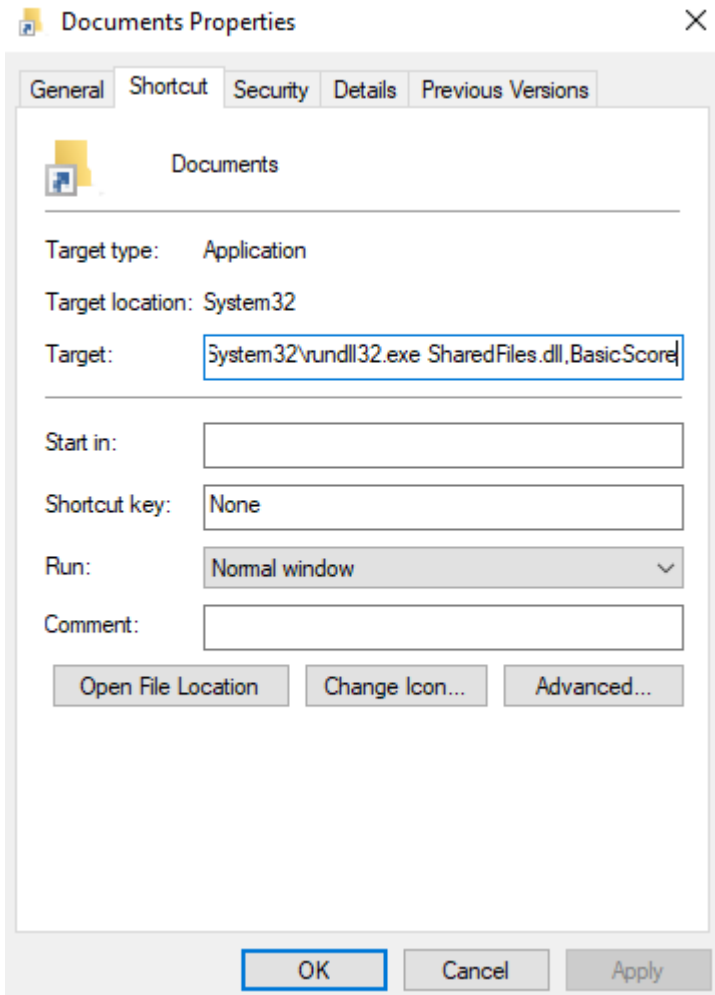 Documents Properties
General Shortcut Security Details Previous Versions
Documents
Target type: Application
Target location: System32
Target: System32\rundll32.exe SharedFiles.dll,BasicScore
Start in:
Shortcut key: None
Run: Normal window
Comment:
Open File Location Change Icon... Advanced...
OK Cancel Apply